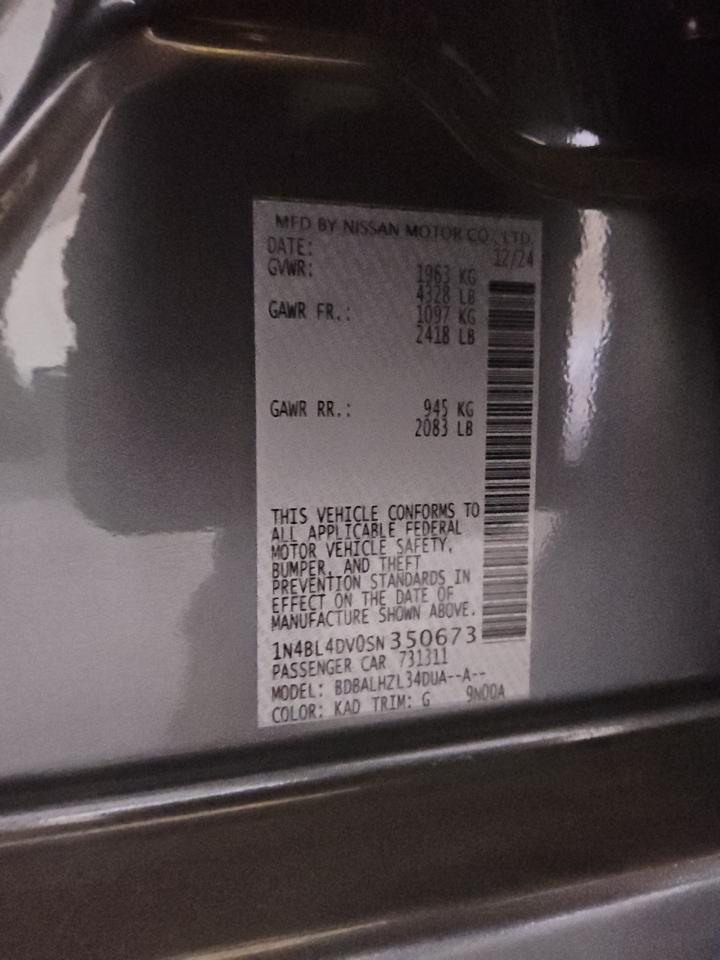 MFD BY NISSAN MOTOR CO., LTD.
DATE: 12/24
GVWR: 1963 KG
4328 LB
GAWR FR.: 1097 KG
2418 LB
GAWR RR.: 945 KG
2083 LB
THIS VEHICLE CONFORMS TO
ALL APPLICABLE FEDERAL
MOTOR VEHICLE SAFETY,
BUMPER, AND THEFT
PREVENTION STANDARDS IN
EFFECT ON THE DATE OF
MANUFACTURE SHOWN ABOVE.
1N4BL4DV0SN350673
PASSENGER CAR 731311
MODEL: BDBALHZL34DUA--A--
COLOR: KAD TRIM: G 9N00A